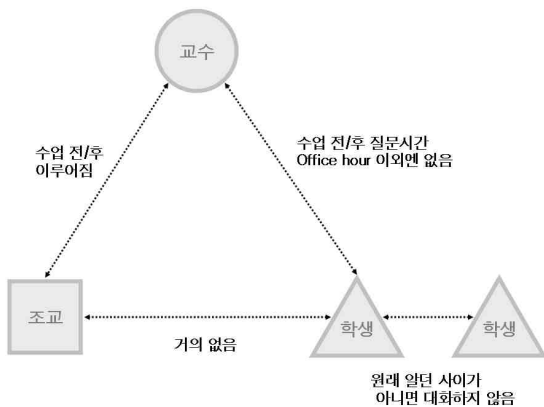 교수
수업 전/후
이루어짐
수업 전/후 질문시간
Office hour 이외엔 없음
조교
거의 없음
학생
학생
원래 알던 사이가
아니면 대화하지 않음